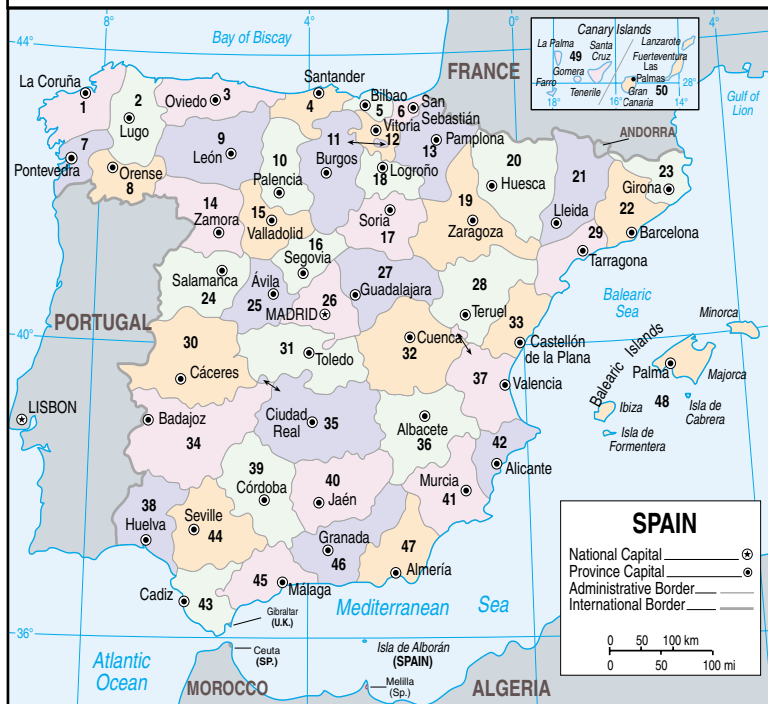 8°
4°
0°
4°
44°
Bay of Biscay
FRANCE
Gulf of
Lion
Canary Islands
La Palma
49
Santa
Cruz
Lanzarote
Fuerteventura
Las
Palmas
Gomera
Farro
Tenerife
Gran
Canaria
50
28°
18°
16°
14°
La Coruña
1
2
Lugo
Oviedo
3
Santander
4
Bilbao
5
6
San
Sebastián
Vitoria
7
Pontevedra
Orense
8
9
León
10
Palencia
11
Burgos
12
13
Pamplona
Logroño
18
ANDORRA
20
Huesca
21
Lleida
23
Girona
22
Barcelona
14
Zamora
15
Valladolid
Soria
17
19
Zaragoza
29
Tarragona
16
Segovia
Salamanca
24
Ávila
25
26
MADRID
27
Guadalajara
28
Teruel
Balearic
Sea
Minorca
40°
40°
PORTUGAL
30
Cáceres
31
Toledo
Cuenca
32
33
Castellón
de la Plana
37
Valencia
Balearic Islands
Palma
Majorca
Ibiza
48
Isla de
Cabrera
Isla de
Formentera
LISBON
Badajoz
34
Ciudad
Real
35
Albacete
36
42
Alicante
38
Huelva
39
Córdoba
40
Jaén
Murcia
41
Seville
44
Granada
46
47
Almería
Cadiz
43
45
Málaga
Gibraltar
(U.K.)
Mediterranean Sea
36°
Ceuta
(SP.)
Isla de Alborán
(SPAIN)
Melilla
(Sp.)
Atlantic
Ocean
MOROCCO
ALGERIA
SPAIN
National Capital
Province Capital
Administrative Border
International Border
0 50 100 km
0 50 100 mi